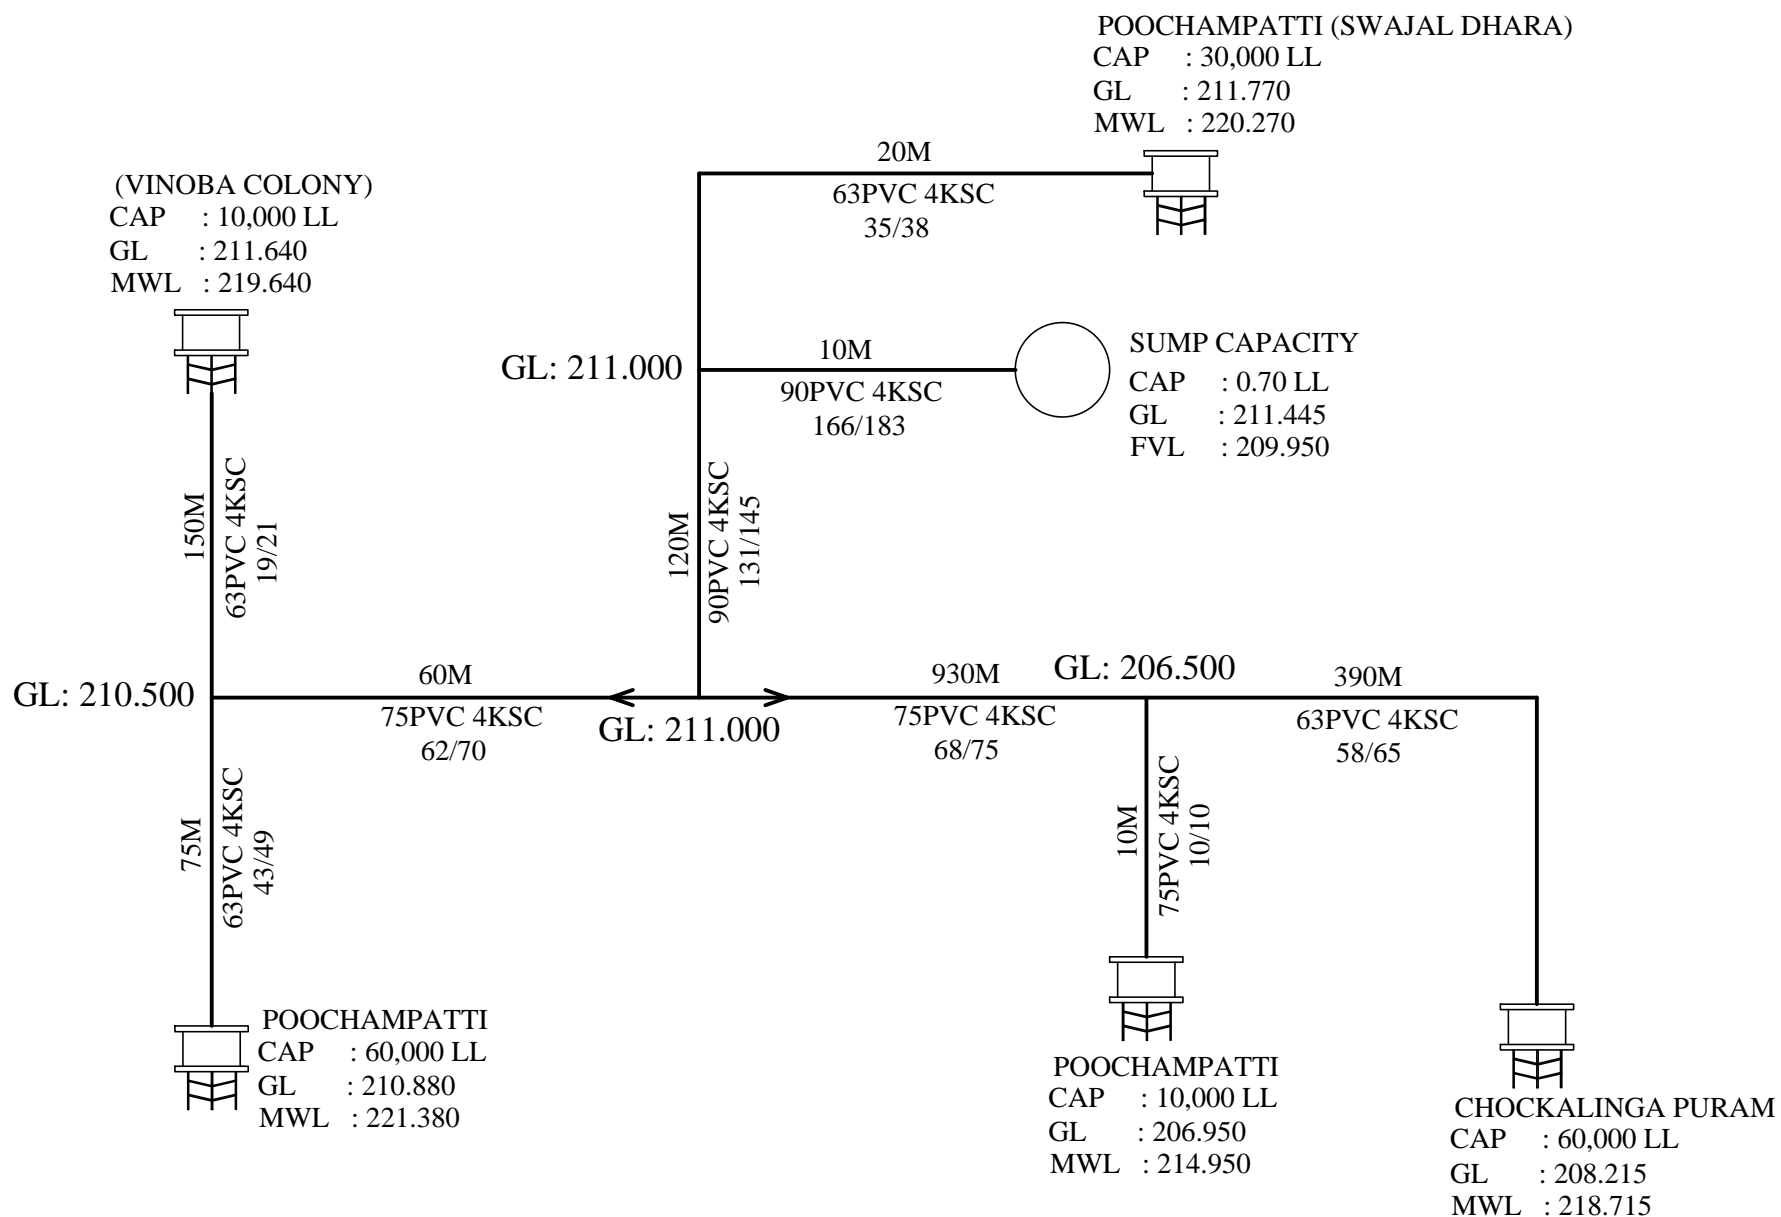 POOCHAMPATTI (SWAJAL DHARA)
CAP : 30,000 LL
GL : 211.770
MWL : 220.270
20M
63PVC 4KSC
35/38
(VINOBA COLONY)
CAP : 10,000 LL
GL : 211.640
MWL : 219.640
GL: 211.000
10M
90PVC 4KSC
166/183
SUMP CAPACITY
CAP : 0.70 LL
GL : 211.445
FVL : 209.950
150M
63PVC 4KSC
19/21
120M
90PVC 4KSC
131/145
GL: 210.500
60M
75PVC 4KSC
62/70
GL: 211.000
930M
75PVC 4KSC
68/75
GL: 206.500
390M
63PVC 4KSC
58/65
75M
63PVC 4KSC
43/49
10M
75PVC 4KSC
10/10
POOCHAMPATTI
CAP : 60,000 LL
GL : 210.880
MWL : 221.380
POOCHAMPATTI
CAP : 10,000 LL
GL : 206.950
MWL : 214.950
CHOCKALINGA PURAM
CAP : 60,000 LL
GL : 208.215
MWL : 218.715